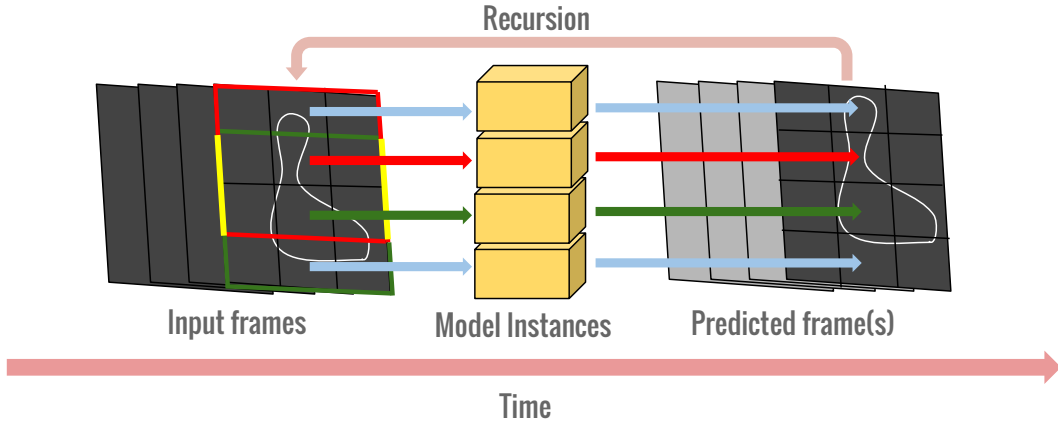 Recursion
Input frames
Model Instances
Predicted frame(s)
Time